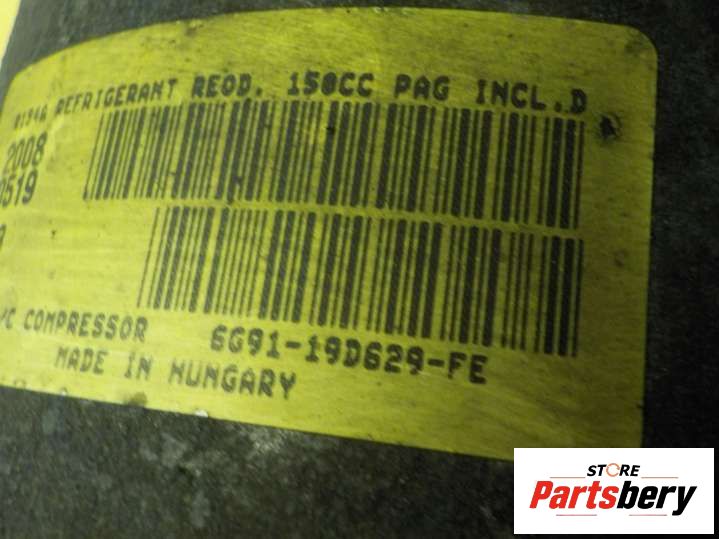 R134A REFRIGERANT REQD. 150CC PAG INCL.D
2008
0519
/C COMPRESSOR 6G91-19D629-FE
MADE IN HUNGARY
STORE
Partsbery